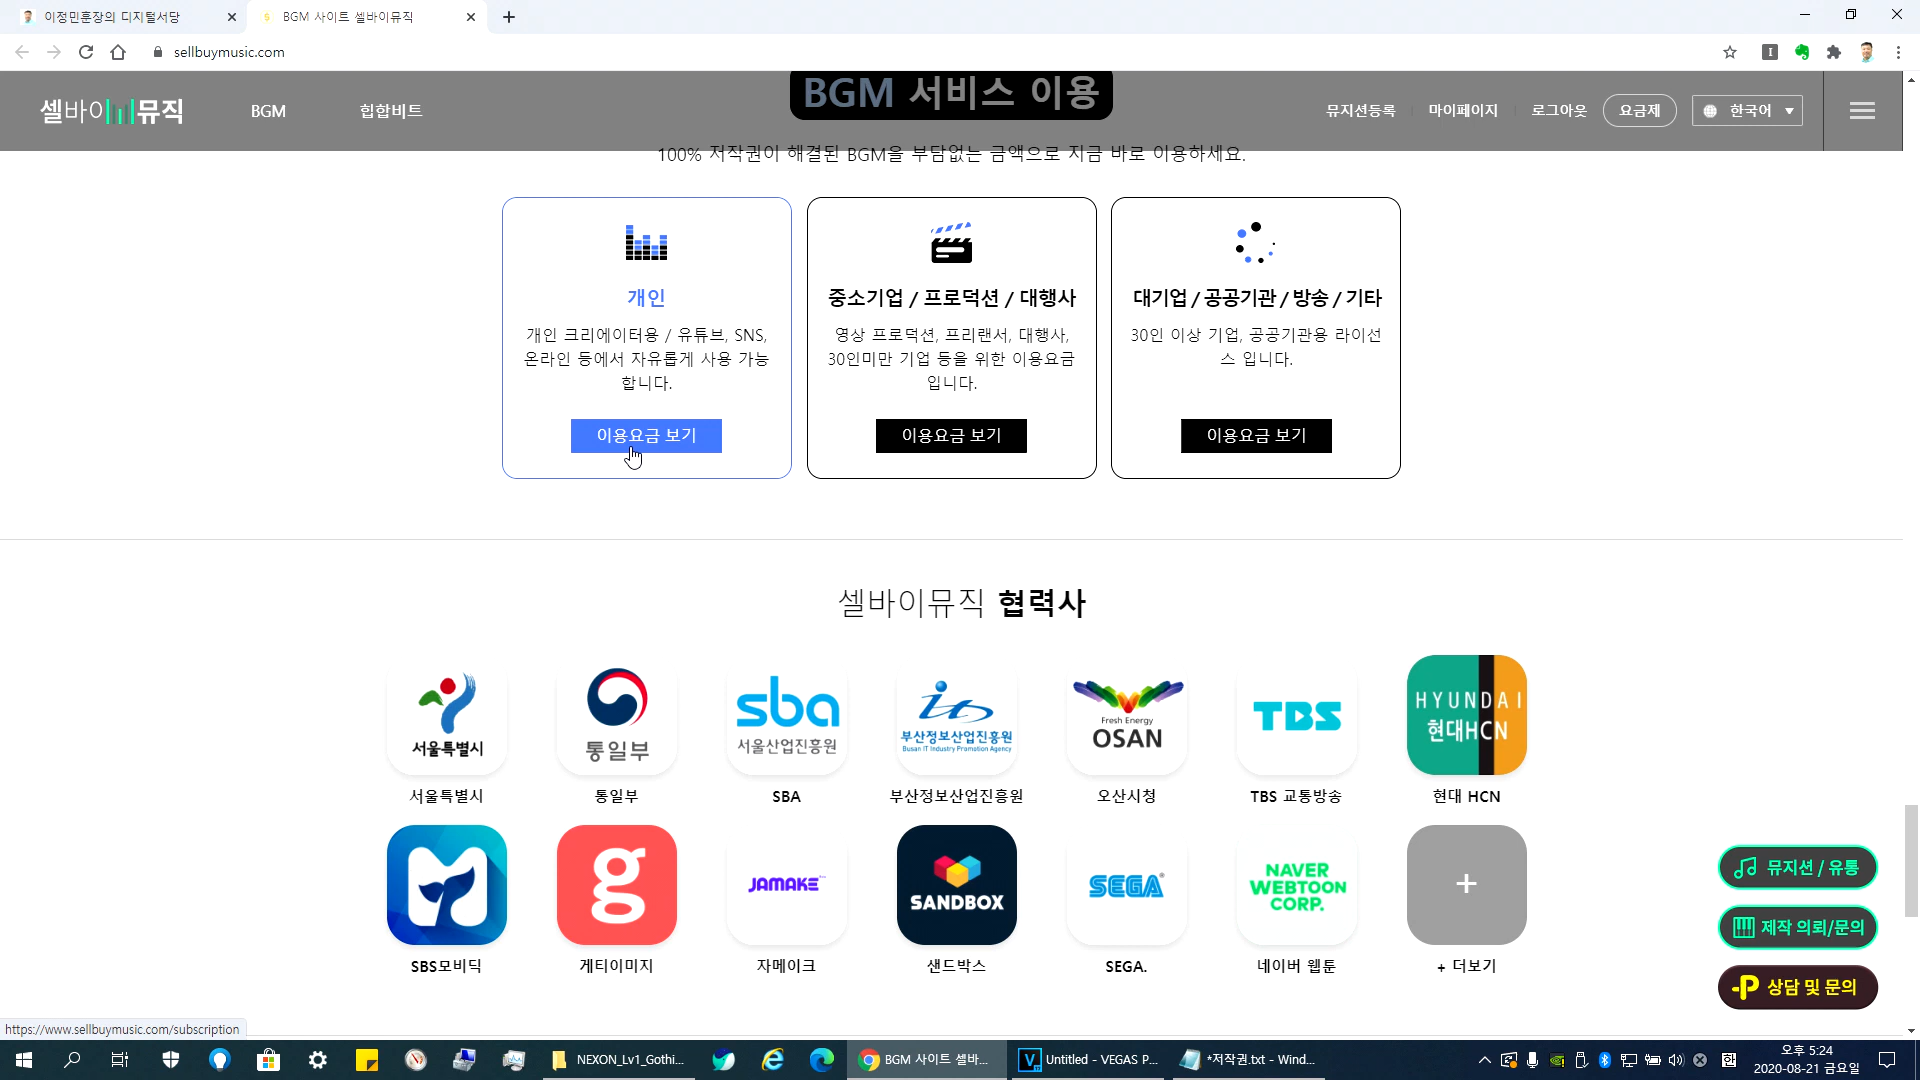 이정민훈장의 디지털서당
BGM 사이트 셀바이뮤직
sellbuymusic.com
셀바이뮤직
BGM
힙합비트
BGM 서비스 이용
뮤지션등록
마이페이지
로그아웃
요금제
한국어
100% 저작권이 해결된 BGM을 부담없는 금액으로 지금 바로 이용하세요.
개인
개인 크리에이터용 / 유튜브, SNS,
온라인 등에서 자유롭게 사용 가능
합니다.
이용요금 보기
중소기업 / 프로덕션 / 대행사
영상 프로덕션, 프리랜서, 대행사,
30인미만 기업 등을 위한 이용요금
입니다.
이용요금 보기
대기업 / 공공기관 / 방송 / 기타
30인 이상 기업, 공공기관용 라이선
스 입니다.
이용요금 보기
셀바이뮤직 협력사
서울특별시
통일부
sba
서울산업진흥원
부산정보산업진흥원
Busan IT Industry Promotion Agency
Fresh Energy
OSAN
TBS
HYUNDAI
현대HCN
서울특별시
통일부
SBA
부산정보산업진흥원
오산시청
TBS 교통방송
현대 HCN
g
JAMAKE
SANDBOX
SEGA
NAVER
WEBTOON
CORP.
+
SBS모비딕
게티이미지
자메이크
샌드박스
SEGA.
네이버 웹툰
+ 더보기
뮤지션 / 유통
제작 의뢰/문의
상담 및 문의
https://www.sellbuymusic.com/subscription
NEXON_Lv1_Gothi...
BGM 사이트 셀바...
Untitled - VEGAS P...
*저작권.txt - Wind...
한
오후 5:24
2020-08-21 금요일